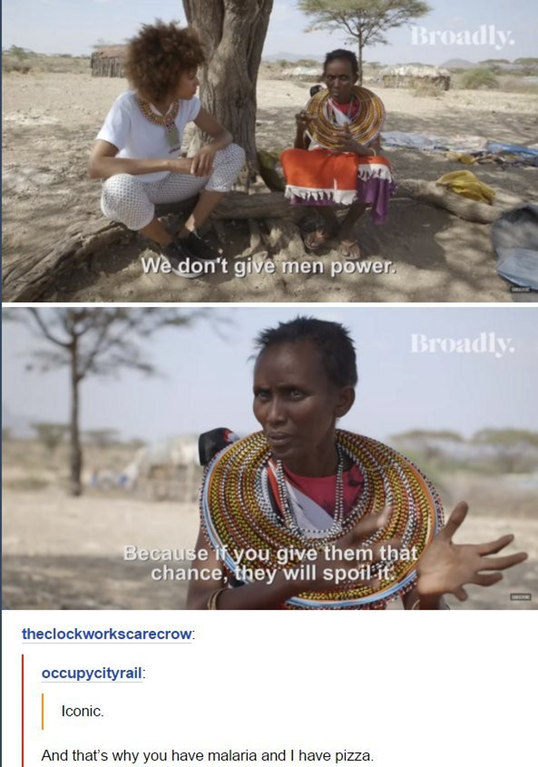 Broadly.
We don't give men power.
Broadly.
Because if you give them that
chance, they will spoil it.
theclockworkscarecrow:
occupycityrail:
Iconic.
And that's why you have malaria and I have pizza.